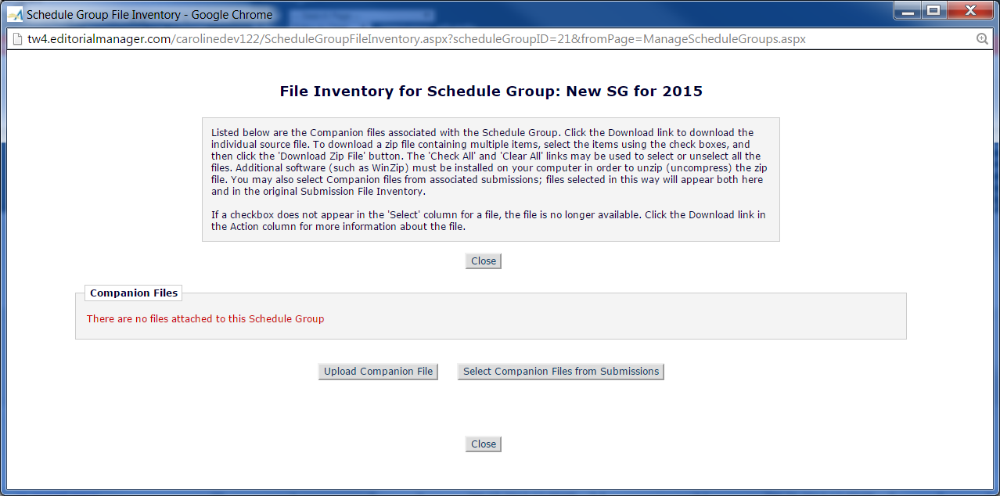 Schedule Group File Inventory - Google Chrome
tw4.editorialmanager.com/carolinedev122/ScheduleGroupFileInventory.aspx?scheduleGroupID=21&fromPage=ManageScheduleGroups.aspx
File Inventory for Schedule Group: New SG for 2015
Listed below are the Companion files associated with the Schedule Group. Click the Download link to download the
individual source file. To download a zip file containing multiple items, select the items using the check boxes, and
then click the 'Download Zip File' button. The 'Check All' and 'Clear All' links may be used to select or unselect all the
files. Additional software (such as WinZip) must be installed on your computer in order to unzip (uncompress) the zip
file. You may also select Companion files from associated submissions; files selected in this way will appear both here
and in the original Submission File Inventory.
If a checkbox does not appear in the 'Select' column for a file, the file is no longer available. Click the Download link in
the Action column for more information about the file.
Close
Companion Files
There are no files attached to this Schedule Group
Upload Companion File Select Companion Files from Submissions
Close